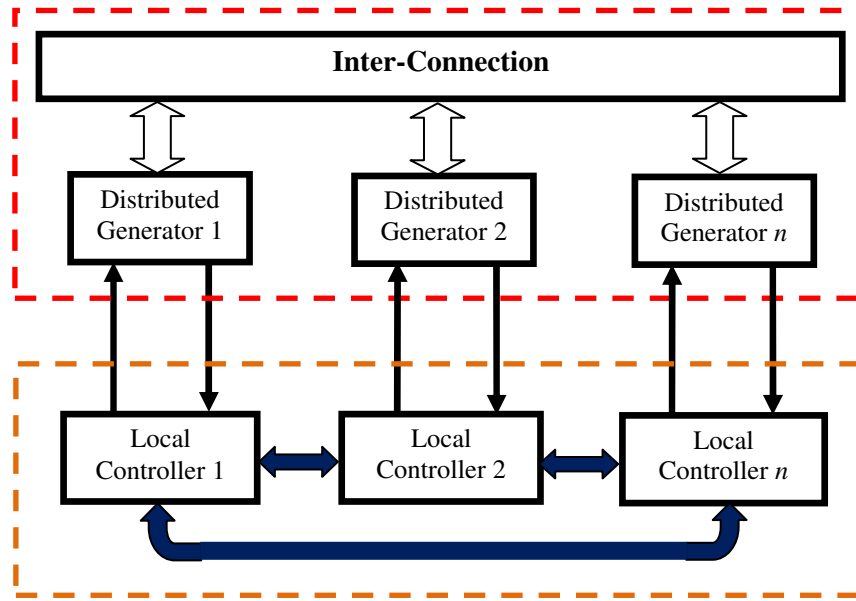 Inter-Connection
Distributed
Generator 1
Distributed
Generator 2
Distributed
Generator n
Local
Controller 1
Local
Controller 2
Local
Controller n